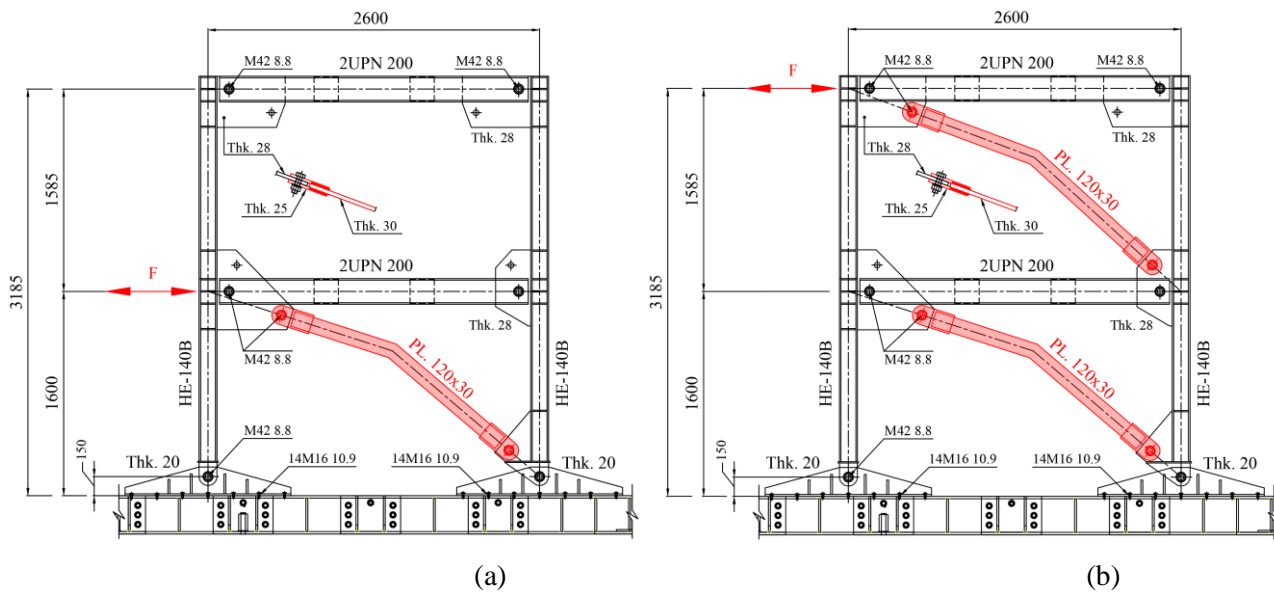 2600
M42 8.8
2UPN 200
M42 8.8
F
Thk. 28
Thk. 28
Thk. 25
Thk. 30
1585
3185
2UPN 200
F
Thk. 28
M42 8.8
PL. 120x30
HE-140B
HE-140B
1600
150
M42 8.8
Thk. 20
14M16 10.9
14M16 10.9
Thk. 20
(a)
2600
M42 8.8
2UPN 200
M42 8.8
F
Thk. 28
Thk. 28
Thk. 25
Thk. 30
PL. 120x30
1585
3185
2UPN 200
Thk. 28
M42 8.8
PL. 120x30
HE-140B
HE-140B
1600
150
M42 8.8
Thk. 20
14M16 10.9
14M16 10.9
Thk. 20
(b)